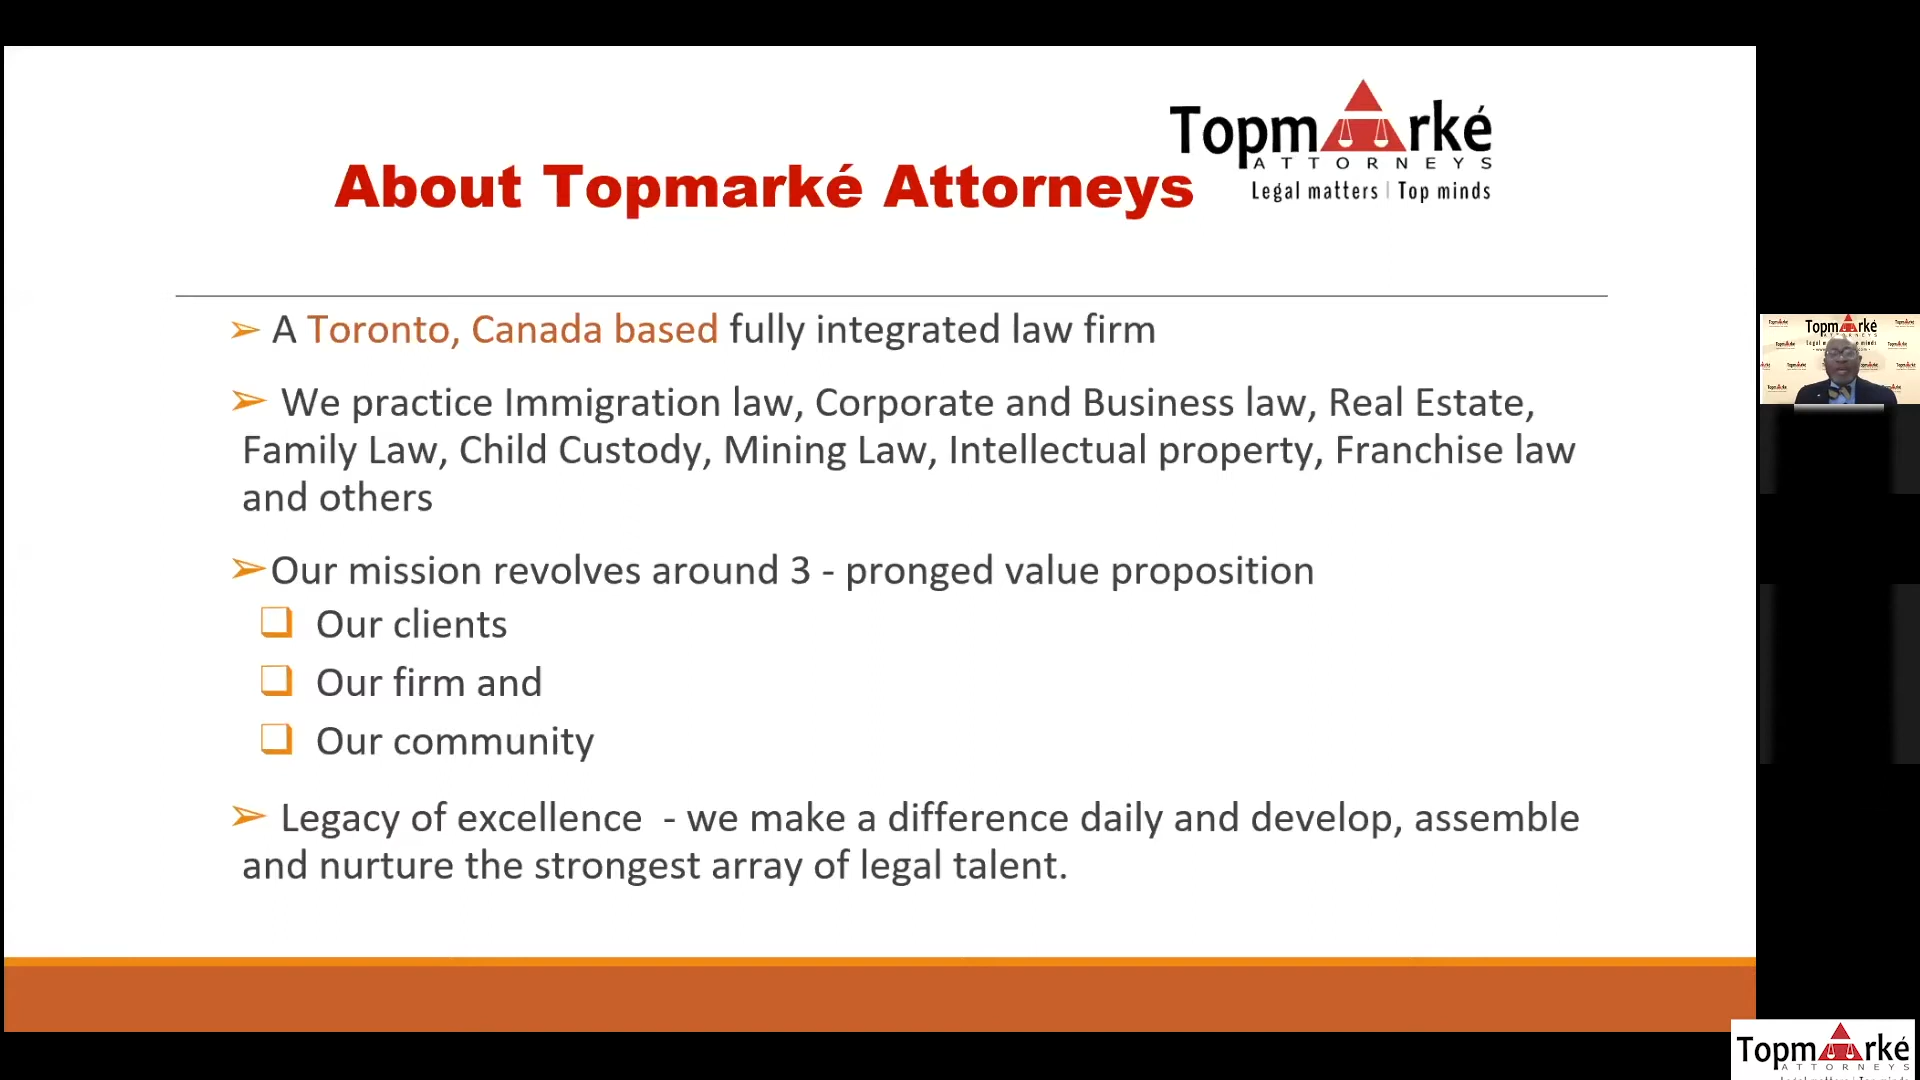 Topmarké
ATTORNEYS
Legal matters | Top minds
About Topmarké Attorneys
➢ A Toronto, Canada based fully integrated law firm
➢ We practice Immigration law, Corporate and Business law, Real Estate,
Family Law, Child Custody, Mining Law, Intellectual property, Franchise law
and others
➢Our mission revolves around 3 - pronged value proposition
❑ Our clients
❑ Our firm and
❑ Our community
➢ Legacy of excellence - we make a difference daily and develop, assemble
and nurture the strongest array of legal talent.
Topmarké
Topmarké
ATTORNEYS